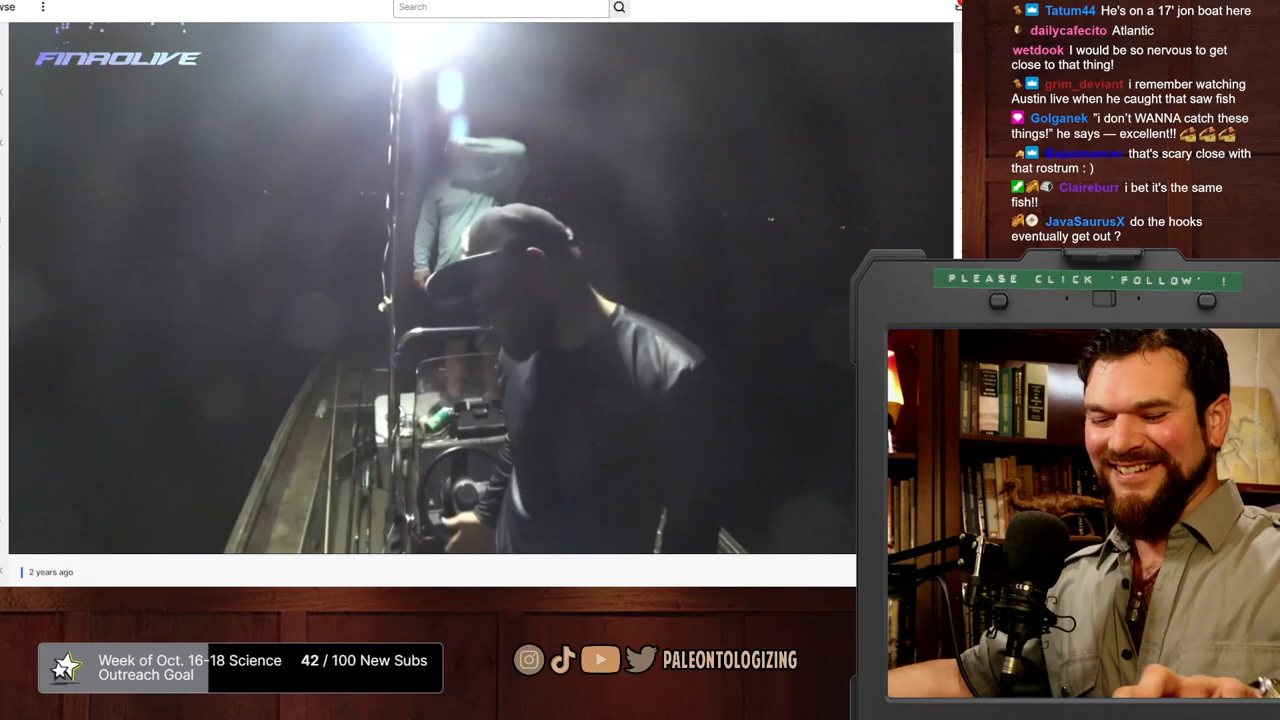 wse
Search
FINAOLIVE
2 years ago
Tatum44 He's on a 17' jon boat here
dailycafecito Atlantic
wetdook I would be so nervous to get
close to that thing!
grim_deviant i remember watching
Austin live when he caught that saw fish
Golganek "i don't WANNA catch these
things!" he says — excellent!!
that's scary close with
that rostrum : )
Claireburr i bet it's the same
fish!!
JavaSaurusX do the hooks
eventually get out ?
PLEASE CLICK 'FOLLOW' !
Week of Oct. 16-18 Science
Outreach Goal
42 / 100 New Subs
PALEONTOLOGIZING